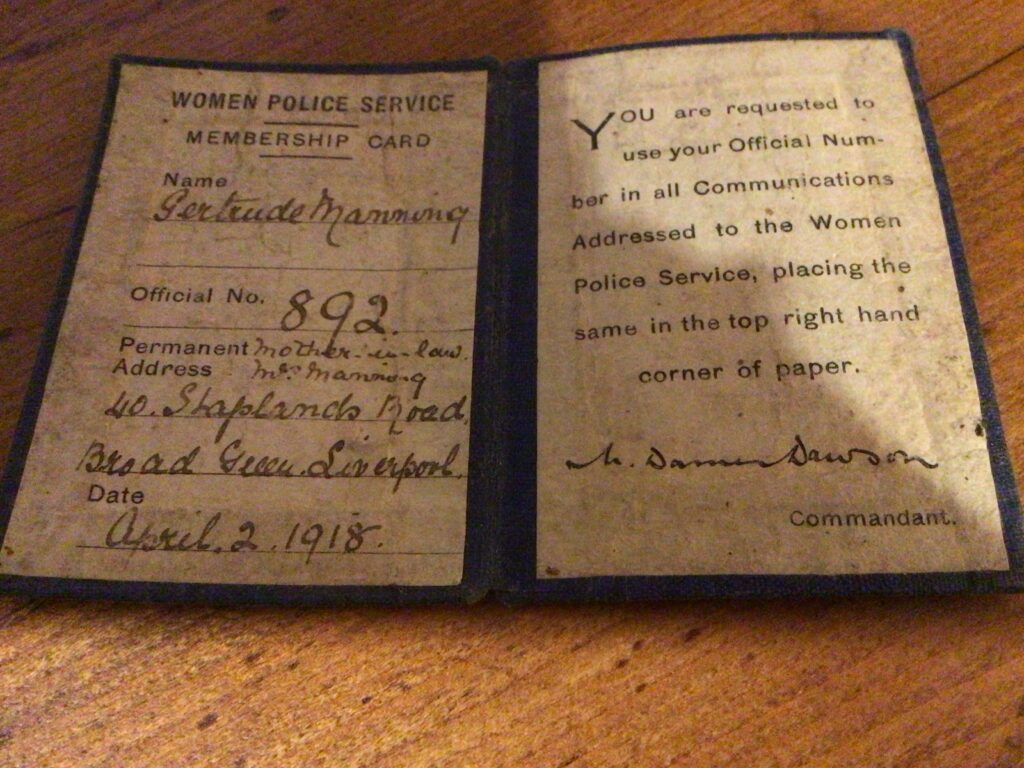 WOMEN POLICE SERVICE
MEMBERSHIP CARD
Name
Gertrude Manning
Official No. 892.
Permanent Mother-in-law.
Address Mrs Manning
40. Staplands Road,
Broad Green. Liverpool.
Date
April. 2. 1918.
YOU are requested to
use your Official Num-
ber in all Communications
Addressed to the Women
Police Service, placing the
same in the top right hand
corner of paper.
M. Damer Dawson
Commandant.